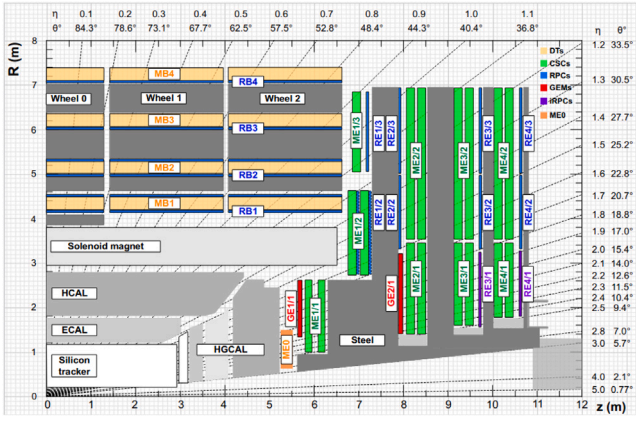 η 0.1 0.2 0.3 0.4 0.5 0.6 0.7 0.8 0.9 1.0 1.1 η θ°
θ° 84.3° 78.6° 73.1° 67.7° 62.5° 57.5° 52.8° 48.4° 44.3° 40.4° 36.8° 1.2 33.5°
R (m)
8
7
6
5
4
3
2
1
0
MB4
RB4
Wheel 0 Wheel 1 Wheel 2
MB3
RB3
MB2
RB2
MB1
RB1
Solenoid magnet
HCAL
ECAL
HGCAL
Silicon
tracker
Steel
ME0
GE1/1
ME1/1
ME1/2
ME1/3
RE1/3
RE2/3
RE1/2
RE2/2
GE2/1
ME2/2
ME2/1
ME3/2
ME3/1
RE3/3
RE3/2
RE3/1
ME4/2
ME4/1
RE4/3
RE4/2
RE4/1
DTs
CSCs
RPCs
GEMs
iRPCs
ME0
1.3 30.5°
1.4 27.7°
1.5 25.2°
1.6 22.8°
1.7 20.7°
1.8 18.8°
1.9 17.0°
2.0 15.4°
2.1 14.0°
2.2 12.6°
2.3 11.5°
2.4 10.4°
2.5 9.4°
2.8 7.0°
3.0 5.7°
4.0 2.1°
5.0 0.77°
0 1 2 3 4 5 6 7 8 9 10 11 12
z (m)